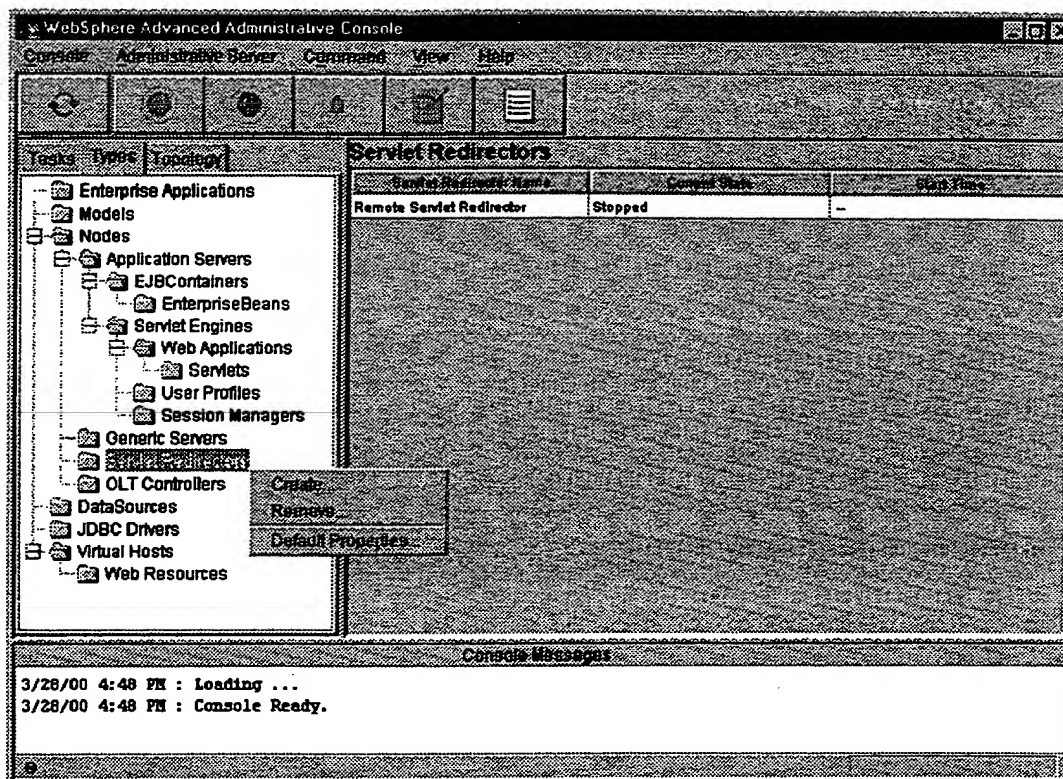 WebSphere Advanced Administrative Console
Console Administrative Server Command View Help
Tasks Types Topology
Servlet Redirectors
Servlet Redirector Name Current State Start Time
Remote Servlet Redirector Stopped --
Enterprise Applications
Models
Nodes
Application Servers
EJBContainers
EnterpriseBeans
Servlet Engines
Web Applications
Servlets
User Profiles
Session Managers
Generic Servers
OLT Controllers
DataSources
JDBC Drivers
Virtual Hosts
Web Resources
Create...
Remove...
Default Properties...
Console Messages
3/28/00 4:48 PM : Loading ...
3/28/00 4:48 PM : Console Ready.